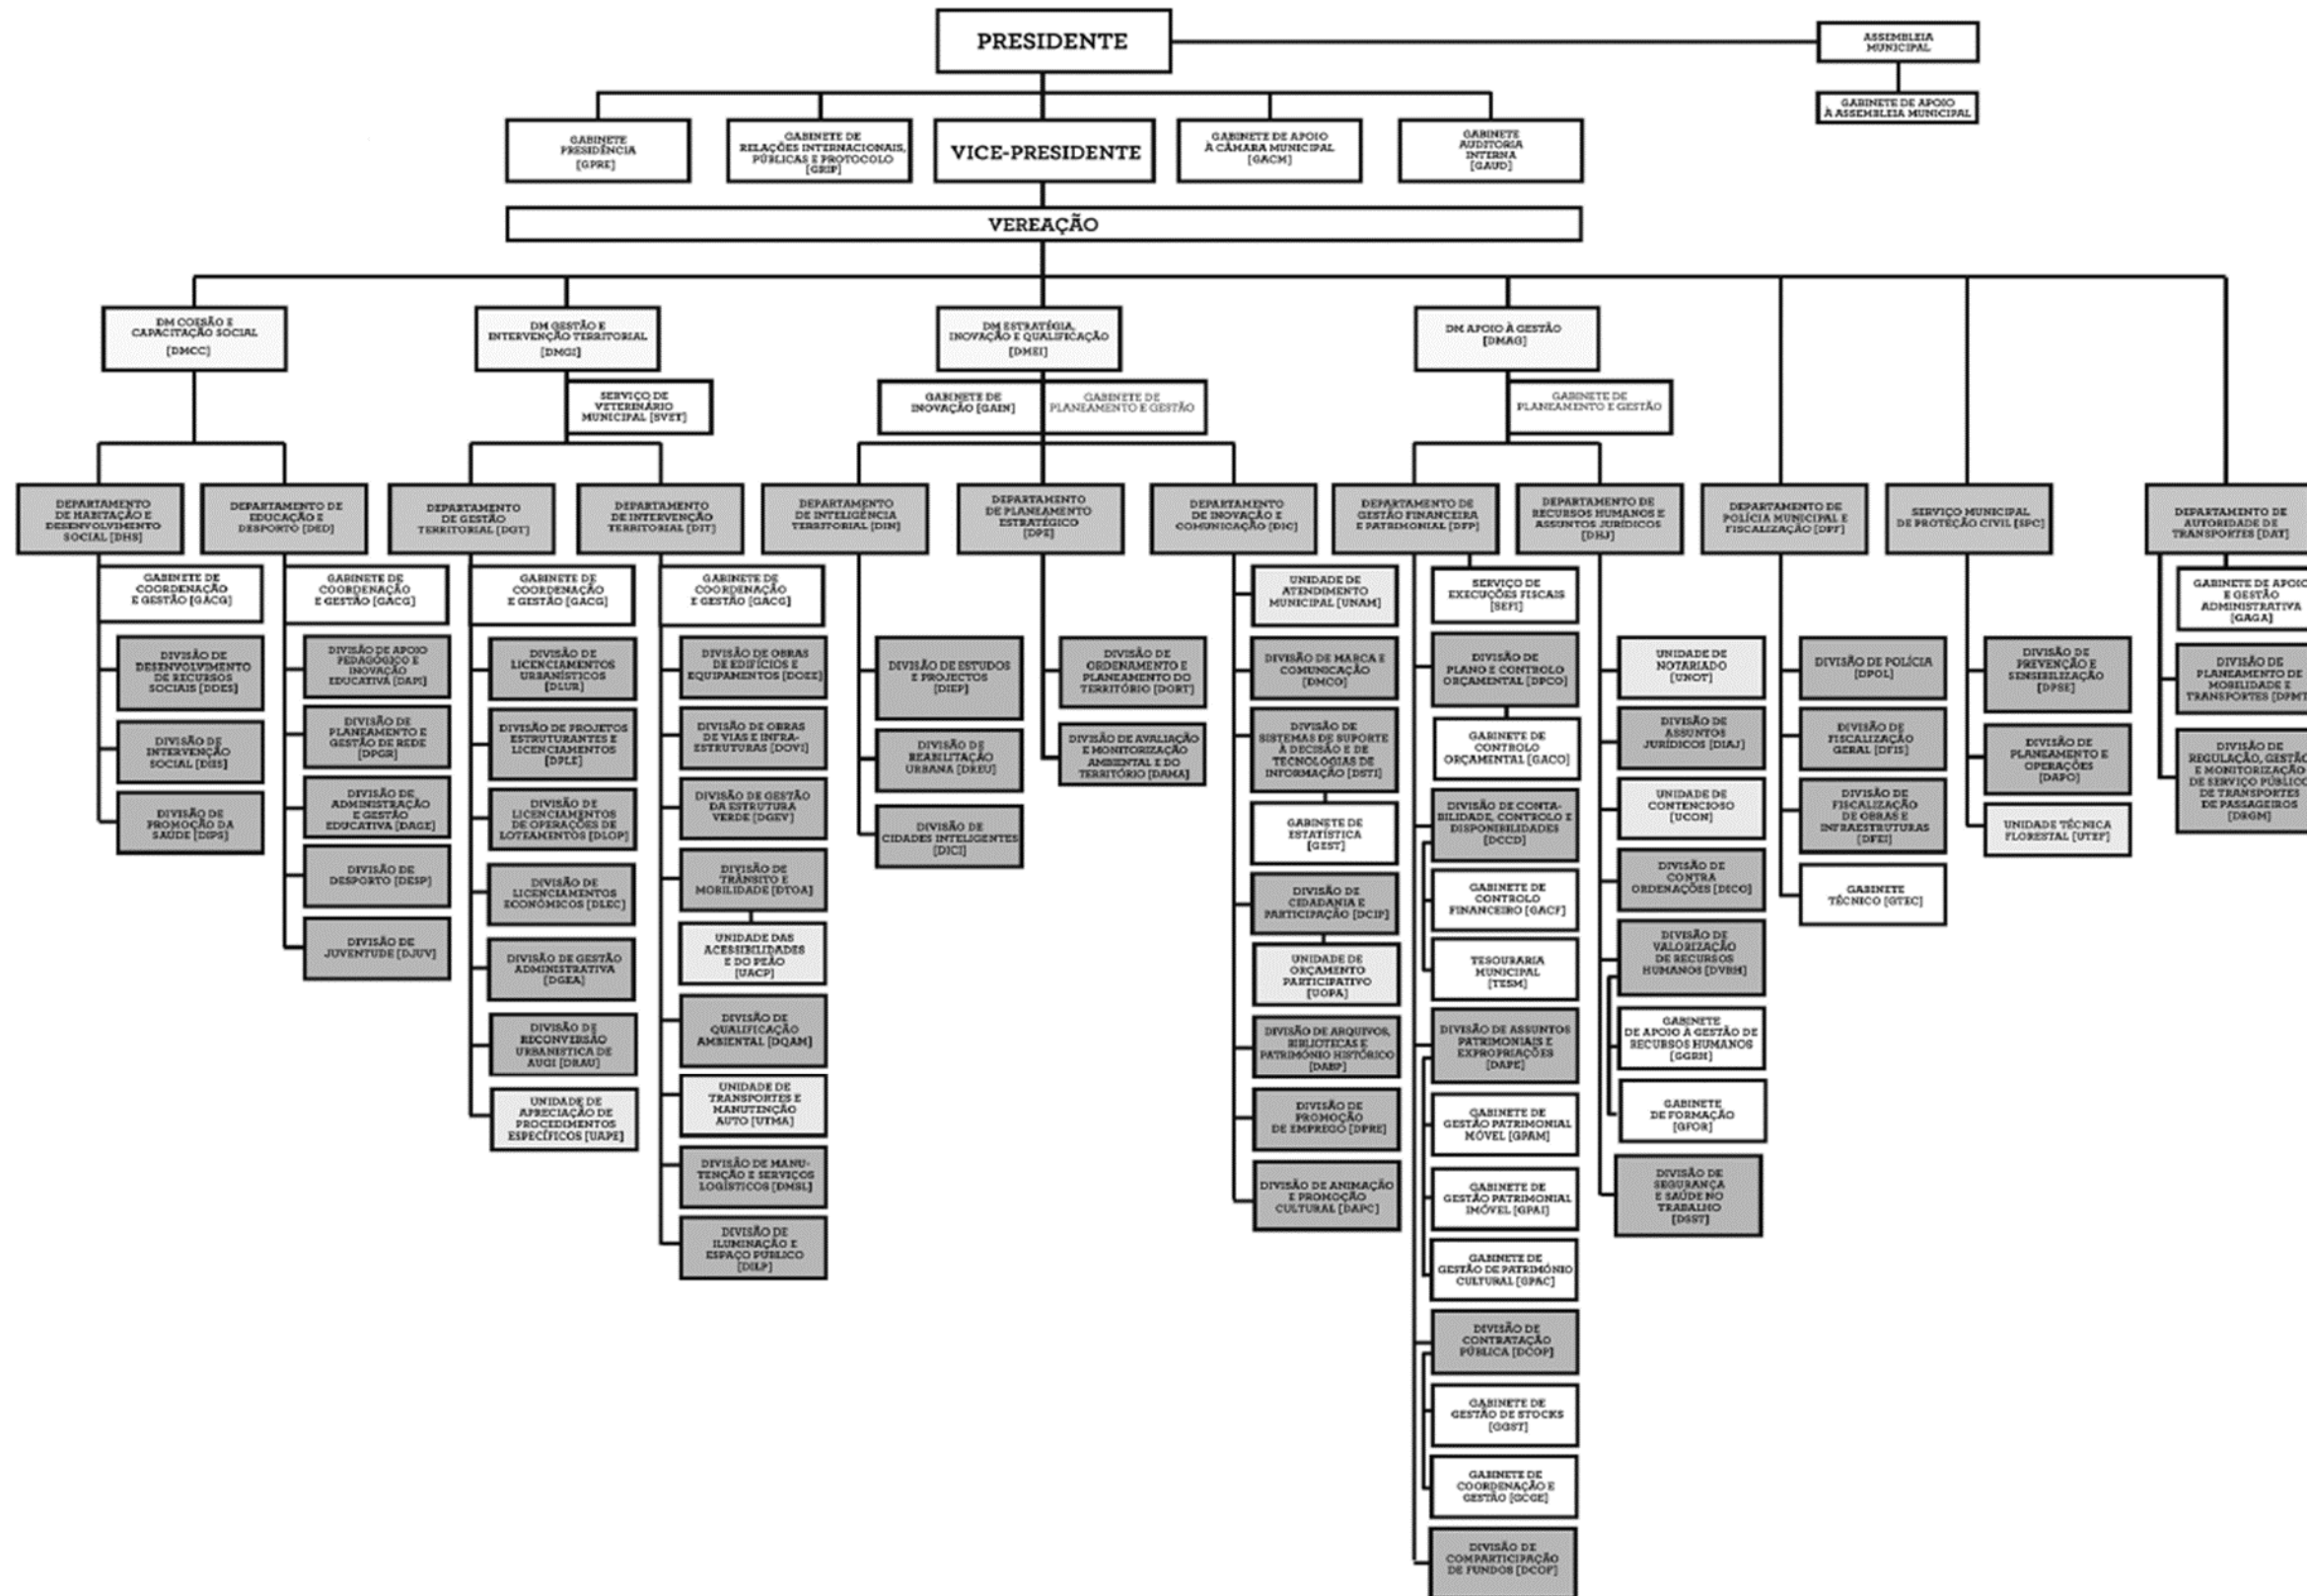 PRESIDENTE
ASSEMBLEIA
MUNICIPAL
GABINETE DE APOIO
À ASSEMBLEIA MUNICIPAL
GABINETE
PRESIDÊNCIA
[GPRE]
GABINETE DE
RELAÇÕES INTERNACIONAIS,
PÚBLICAS E PROTOCOLO
[GRIP]
VICE-PRESIDENTE
GABINETE DE APOIO
À CÂMARA MUNICIPAL
[GACM]
GABINETE
AUDITORIA
INTERNA
[GAUD]
VEREAÇÃO
DM COESÃO E
CAPACITAÇÃO SOCIAL
[DMCC]
DM GESTÃO E
INTERVENÇÃO TERRITORIAL
[DMGI]
DM ESTRATÉGIA,
INOVAÇÃO E QUALIFICAÇÃO
[DMEI]
DM APOIO À GESTÃO
[DMAG]
SERVIÇO DE
VETERINÁRIO
MUNICIPAL [SVET]
GABINETE DE
INOVAÇÃO [GAIN]
GABINETE DE
PLANEAMENTO E GESTÃO
GABINETE DE
PLANEAMENTO E GESTÃO
DEPARTAMENTO
DE HABITAÇÃO E
DESENVOLVIMENTO
SOCIAL [DHS]
DEPARTAMENTO DE
EDUCAÇÃO E
DESPORTO [DED]
DEPARTAMENTO
DE GESTÃO
TERRITORIAL [DGT]
DEPARTAMENTO
DE INTERVENÇÃO
TERRITORIAL [DIT]
DEPARTAMENTO
DE INTELIGÊNCIA
TERRITORIAL [DIN]
DEPARTAMENTO
DE PLANEAMENTO
ESTRATÉGICO
[DPE]
DEPARTAMENTO
DE INOVAÇÃO E
COMUNICAÇÃO [DIC]
DEPARTAMENTO DE
GESTÃO FINANCEIRA
E PATRIMONIAL [DFP]
DEPARTAMENTO DE
RECURSOS HUMANOS E
ASSUNTOS JURÍDICOS
[DHJ]
DEPARTAMENTO DE
POLÍCIA MUNICIPAL E
FISCALIZAÇÃO [DPF]
SERVIÇO MUNICIPAL
DE PROTEÇÃO CIVIL [SPC]
DEPARTAMENTO DE
AUTORIDADE DE
TRANSPORTES [DAT]
GABINETE DE
COORDENAÇÃO
E GESTÃO [GACG]
DIVISÃO DE
DESENVOLVIMENTO
DE RECURSOS
SOCIAIS [DDES]
DIVISÃO DE
INTERVENÇÃO
SOCIAL [DIIS]
DIVISÃO DE
PROMOÇÃO DA
SAÚDE [DIPS]
GABINETE DE
COORDENAÇÃO
E GESTÃO [GACG]
DIVISÃO DE APOIO
PEDAGÓGICO E
INOVAÇÃO
EDUCATIVA [DAPI]
DIVISÃO DE
PLANEAMENTO E
GESTÃO DE REDE
[DPGR]
DIVISÃO DE
ADMINISTRAÇÃO
E GESTÃO
EDUCATIVA [DAGE]
DIVISÃO DE
DESPORTO [DESP]
DIVISÃO DE
JUVENTUDE [DJUV]
GABINETE DE
COORDENAÇÃO
E GESTÃO [GACG]
DIVISÃO DE
LICENCIAMENTOS
URBANÍSTICOS
[DLUR]
DIVISÃO DE PROJETOS
ESTRUTURANTES E
LICENCIAMENTOS
[DPLE]
DIVISÃO DE
LICENCIAMENTOS
DE OPERAÇÕES DE
LOTEAMENTOS [DLOP]
DIVISÃO DE
LICENCIAMENTOS
ECONÓMICOS [DLEC]
DIVISÃO DE GESTÃO
ADMINISTRATIVA
[DGEA]
DIVISÃO DE
RECONVERSÃO
URBANISTICA DE
AUGI [DRAU]
UNIDADE DE
APRECIAÇÃO DE
PROCEDIMENTOS
ESPECÍFICOS [UAPE]
GABINETE DE
COORDENAÇÃO
E GESTÃO [GACG]
DIVISÃO DE OBRAS
DE EDIFÍCIOS E
EQUIPAMENTOS [DOEE]
DIVISÃO DE OBRAS
DE VIAS E INFRA-
ESTRUTURAS [DOVI]
DIVISÃO DE GESTÃO
DA ESTRUTURA
VERDE [DGEV]
DIVISÃO DE
TRÂNSITO E
MOBILIDADE [DTOA]
UNIDADE DAS
ACESSIBILIDADES
E DO PEÃO
[UACP]
DIVISÃO DE
QUALIFICAÇÃO
AMBIENTAL [DQAM]
UNIDADE DE
TRANSPORTES E
MANUTENÇÃO
AUTO [UTMA]
DIVISÃO DE MANU-
TENÇÃO E SERVIÇOS
LOGÍSTICOS [DMSL]
DIVISÃO DE
ILUMINAÇÃO E
ESPAÇO PÚBLICO
[DILP]
DIVISÃO DE ESTUDOS
E PROJECTOS
[DIEP]
DIVISÃO DE
REABILITAÇÃO
URBANA [DREU]
DIVISÃO DE
CIDADES INTELIGENTES
[DICI]
DIVISÃO DE
ORDENAMENTO E
PLANEAMENTO DO
TERRITÓRIO [DORT]
DIVISÃO DE AVALIAÇÃO
E MONITORIZAÇÃO
AMBIENTAL E DO
TERRITÓRIO [DAMA]
UNIDADE DE
ATENDIMENTO
MUNICIPAL [UNAM]
DIVISÃO DE MARCA E
COMUNICAÇÃO
[DMCO]
DIVISÃO DE
SISTEMAS DE SUPORTE
À DECISÃO E DE
TECNOLOGIAS DE
INFORMAÇÃO [DSTI]
GABINETE DE
ESTATÍSTICA
[GEST]
DIVISÃO DE
CIDADANIA E
PARTICIPAÇÃO [DCIP]
UNIDADE DE
ORÇAMENTO
PARTICIPATIVO
[UOPA]
DIVISÃO DE ARQUIVOS,
BIBLIOTECAS E
PATRIMÓNIO HISTÓRICO
[DABP]
DIVISÃO DE
PROMOÇÃO
DE EMPREGO [DPRE]
DIVISÃO DE ANIMAÇÃO
E PROMOÇÃO
CULTURAL [DAPC]
SERVIÇO DE
EXECUÇÕES FISCAIS
[SEFI]
DIVISÃO DE
PLANO E CONTROLO
ORÇAMENTAL [DPCO]
GABINETE DE
CONTROLO
ORÇAMENTAL [GACO]
DIVISÃO DE CONTA-
BILIDADE, CONTROLO E
DISPONIBILIDADES
[DCCD]
GABINETE DE
CONTROLO
FINANCEIRO [GACF]
TESOURARIA
MUNICIPAL
[TESM]
DIVISÃO DE ASSUNTOS
PATRIMONIAIS E
EXPROPRIAÇÕES
[DAPE]
GABINETE DE
GESTÃO PATRIMONIAL
MÓVEL [GPAM]
GABINETE DE
GESTÃO PATRIMONIAL
IMÓVEL [GPAI]
GABINETE DE
GESTÃO DE PATRIMÓNIO
CULTURAL [GPAC]
DIVISÃO DE
CONTRATAÇÃO
PÚBLICA [DCOP]
GABINETE DE
GESTÃO DE STOCKS
[GGST]
GABINETE DE
COORDENAÇÃO E
GESTÃO [GCGE]
DIVISÃO DE
COMPARTICIPAÇÃO
DE FUNDOS [DCOF]
UNIDADE DE
NOTARIADO
[UNOT]
DIVISÃO DE
ASSUNTOS
JURÍDICOS [DIAJ]
UNIDADE DE
CONTENCIOSO
[UCON]
DIVISÃO DE
CONTRA
ORDENAÇÕES [DICO]
DIVISÃO DE
VALORIZAÇÃO
DE RECURSOS
HUMANOS [DVRH]
GABINETE
DE APOIO À GESTÃO DE
RECURSOS HUMANOS
[GGRH]
GABINETE
DE FORMAÇÃO
[GFOR]
DIVISÃO DE
SEGURANÇA
E SAÚDE NO
TRABALHO
[DSST]
DIVISÃO DE POLÍCIA
[DPOL]
DIVISÃO DE
FISCALIZAÇÃO
GERAL [DFIS]
DIVISÃO DE
FISCALIZAÇÃO
DE OBRAS E
INFRAESTRUTURAS
[DFEI]
GABINETE
TÉCNICO [GTEC]
DIVISÃO DE
PREVENÇÃO E
SENSIBILIZAÇÃO
[DPSE]
DIVISÃO DE
PLANEAMENTO E
OPERAÇÕES
[DAPO]
UNIDADE TÉCNICA
FLORESTAL [UTEF]
GABINETE DE APOIO
E GESTÃO
ADMINISTRATIVA
[GAGA]
DIVISÃO DE
PLANEAMENTO DE
MOBILIDADE E
TRANSPORTES [DPMT
DIVISÃO DE
REGULAÇÃO, GESTÃO
E MONITORIZAÇÃO
DE SERVIÇO PÚBLICO
DE TRANSPORTES
DE PASSAGEIROS
[DRGM]